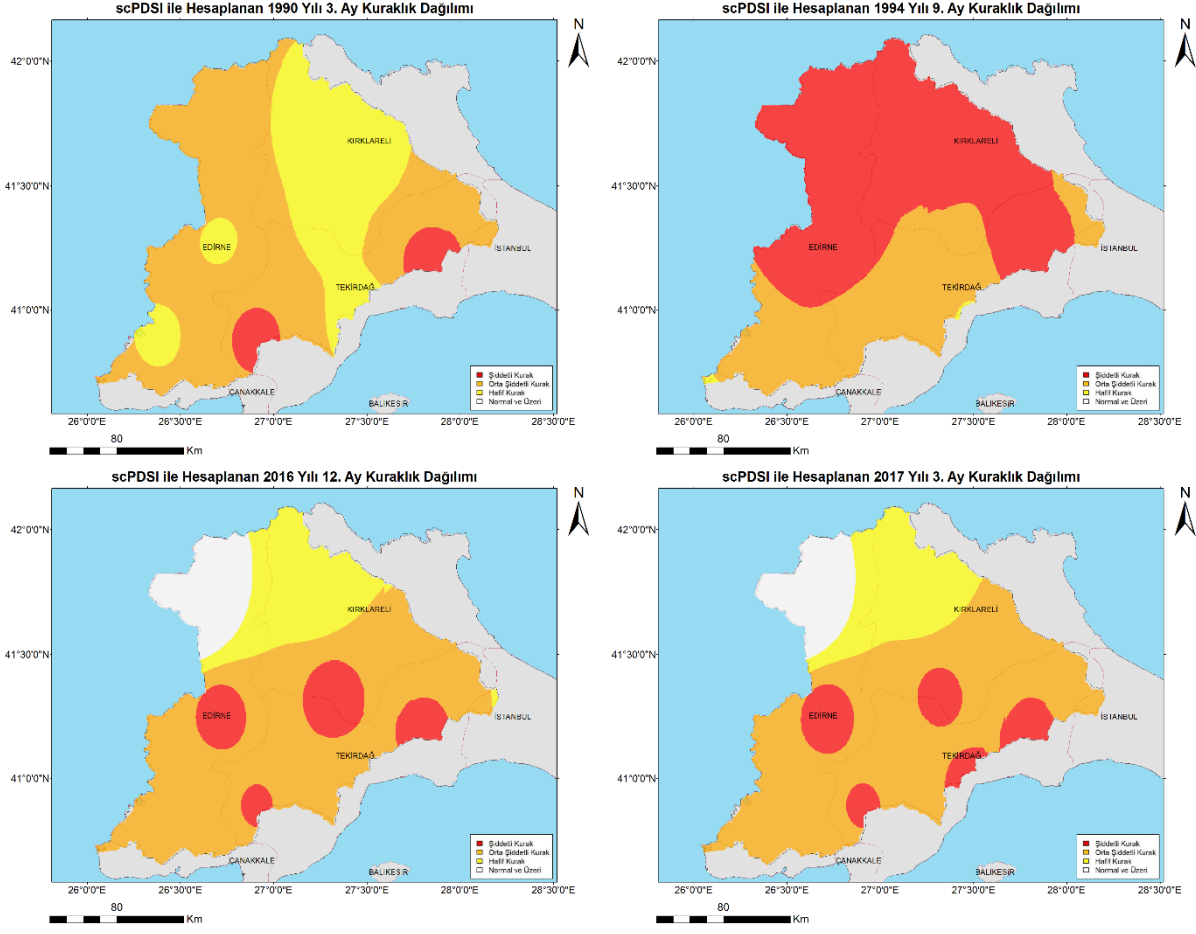 scPDSI ile Hesaplanan 1990 Yılı 3. Ay Kuraklık Dağılımı
N
42°0'0"N
41°30'0"N
41°0'0"N
KIRKLARELİ
EDİRNE
İSTANBUL
TEKİRDAĞ
ÇANAKKALE
BALIKESİR
Şiddetli Kurak
Orta Şiddetli Kurak
Hafif Kurak
Normal ve Üzeri
26°0'0"E 26°30'0"E 27°0'0"E 27°30'0"E 28°0'0"E 28°30'0"E
80
Km
scPDSI ile Hesaplanan 1994 Yılı 9. Ay Kuraklık Dağılımı
N
42°0'0"N
41°30'0"N
41°0'0"N
KIRKLARELİ
EDİRNE
İSTANBUL
TEKİRDAĞ
ÇANAKKALE
BALIKESİR
Şiddetli Kurak
Orta Şiddetli Kurak
Hafif Kurak
Normal ve Üzeri
26°0'0"E 26°30'0"E 27°0'0"E 27°30'0"E 28°0'0"E 28°30'0"E
80
Km
scPDSI ile Hesaplanan 2016 Yılı 12. Ay Kuraklık Dağılımı
N
42°0'0"N
41°30'0"N
41°0'0"N
KIRKLARELİ
EDİRNE
İSTANBUL
TEKİRDAĞ
ÇANAKKALE
BALIKESİR
Şiddetli Kurak
Orta Şiddetli Kurak
Hafif Kurak
Normal ve Üzeri
26°0'0"E 26°30'0"E 27°0'0"E 27°30'0"E 28°0'0"E 28°30'0"E
80
Km
scPDSI ile Hesaplanan 2017 Yılı 3. Ay Kuraklık Dağılımı
N
42°0'0"N
41°30'0"N
41°0'0"N
KIRKLARELİ
EDİRNE
İSTANBUL
TEKİRDAĞ
ÇANAKKALE
BALIKESİR
Şiddetli Kurak
Orta Şiddetli Kurak
Hafif Kurak
Normal ve Üzeri
26°0'0"E 26°30'0"E 27°0'0"E 27°30'0"E 28°0'0"E 28°30'0"E
80
Km